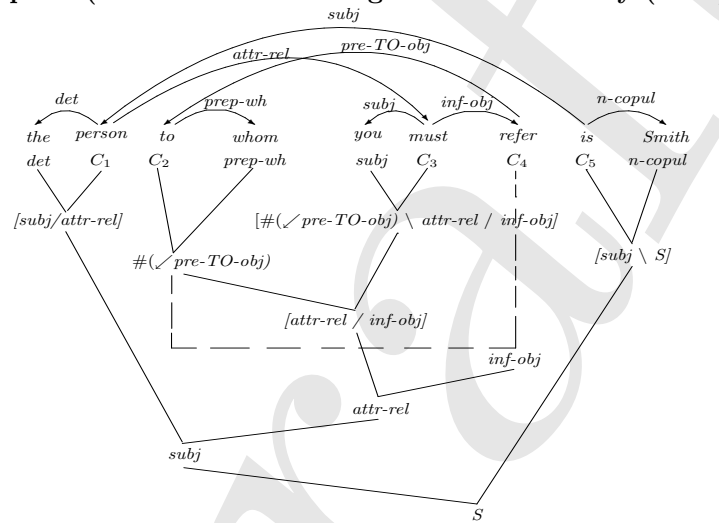 subj
attr-rel pre-TO-obj
det prep-wh subj inf-obj n-copul
the person to whom you must refer is Smith
det C1 C2 prep-wh subj C3 C4 C5 n-copul
[subj/attr-rel] [#(↙pre-TO-obj) \ attr-rel / inf-obj]
#(↙pre-TO-obj) [subj \ S]
[attr-rel / inf-obj]
inf-obj
attr-rel
subj
S